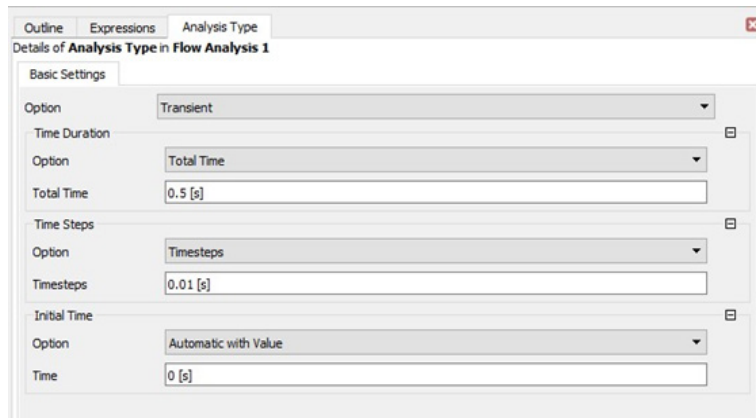 Outline Expressions Analysis Type
Details of Analysis Type in Flow Analysis 1
Basic Settings
Option Transient
Time Duration
Option Total Time
Total Time 0.5 [s]
Time Steps
Option Timesteps
Timesteps 0.01 [s]
Initial Time
Option Automatic with Value
Time 0 [s]